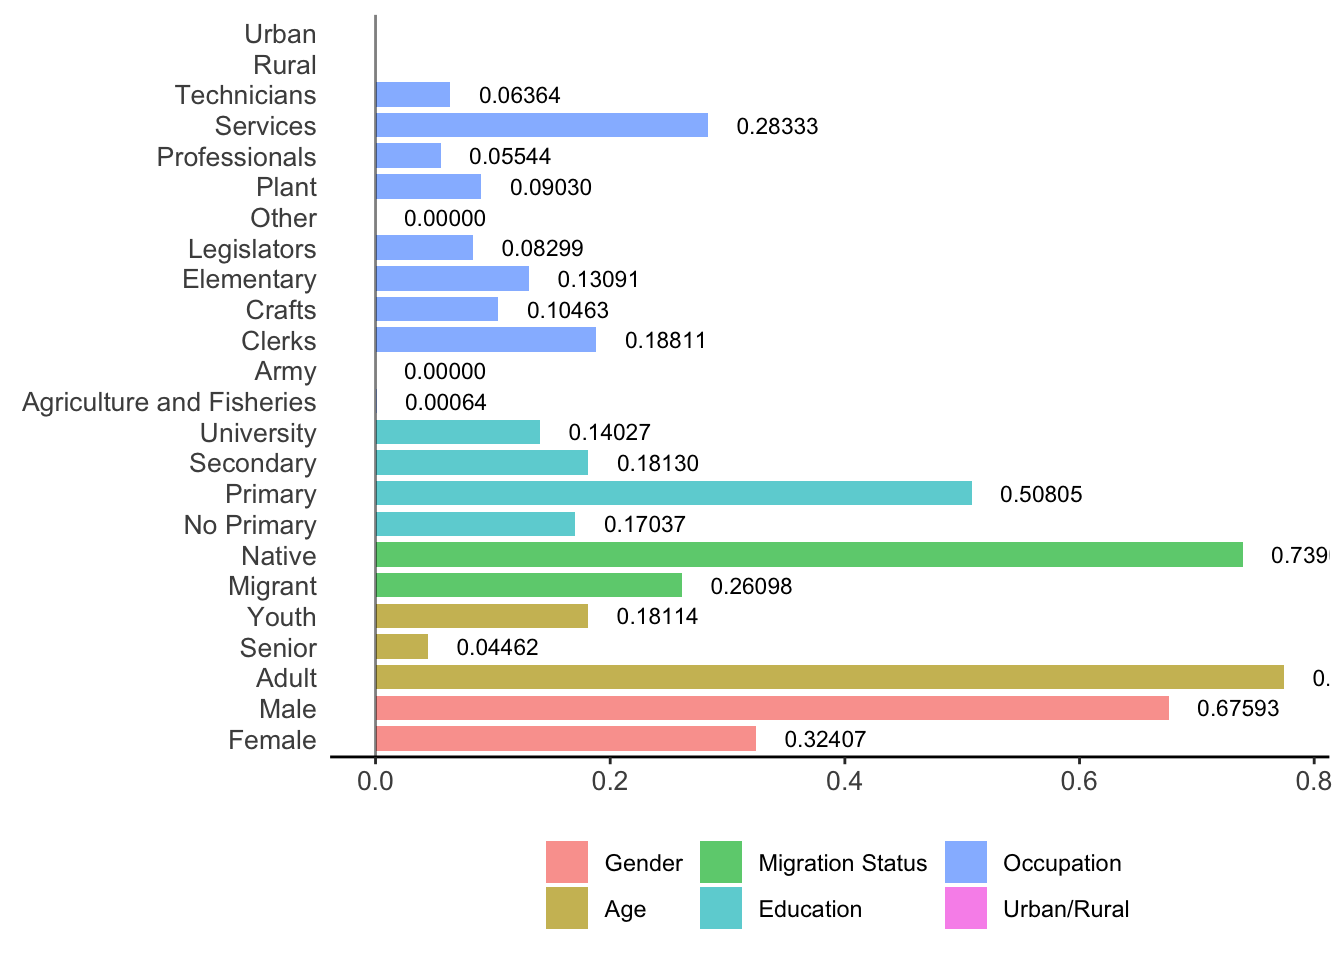 Urban
Rural
Technicians 0.06364
Services 0.28333
Professionals 0.05544
Plant 0.09030
Other 0.00000
Legislators 0.08299
Elementary 0.13091
Crafts 0.10463
Clerks 0.18811
Army 0.00000
Agriculture and Fisheries 0.00064
University 0.14027
Secondary 0.18130
Primary 0.50805
No Primary 0.17037
Native 0.739
Migrant 0.26098
Youth 0.18114
Senior 0.04462
Adult 0.
Male 0.67593
Female 0.32407
0.0 0.2 0.4 0.6 0.8
Gender Migration Status Occupation
Age Education Urban/Rural